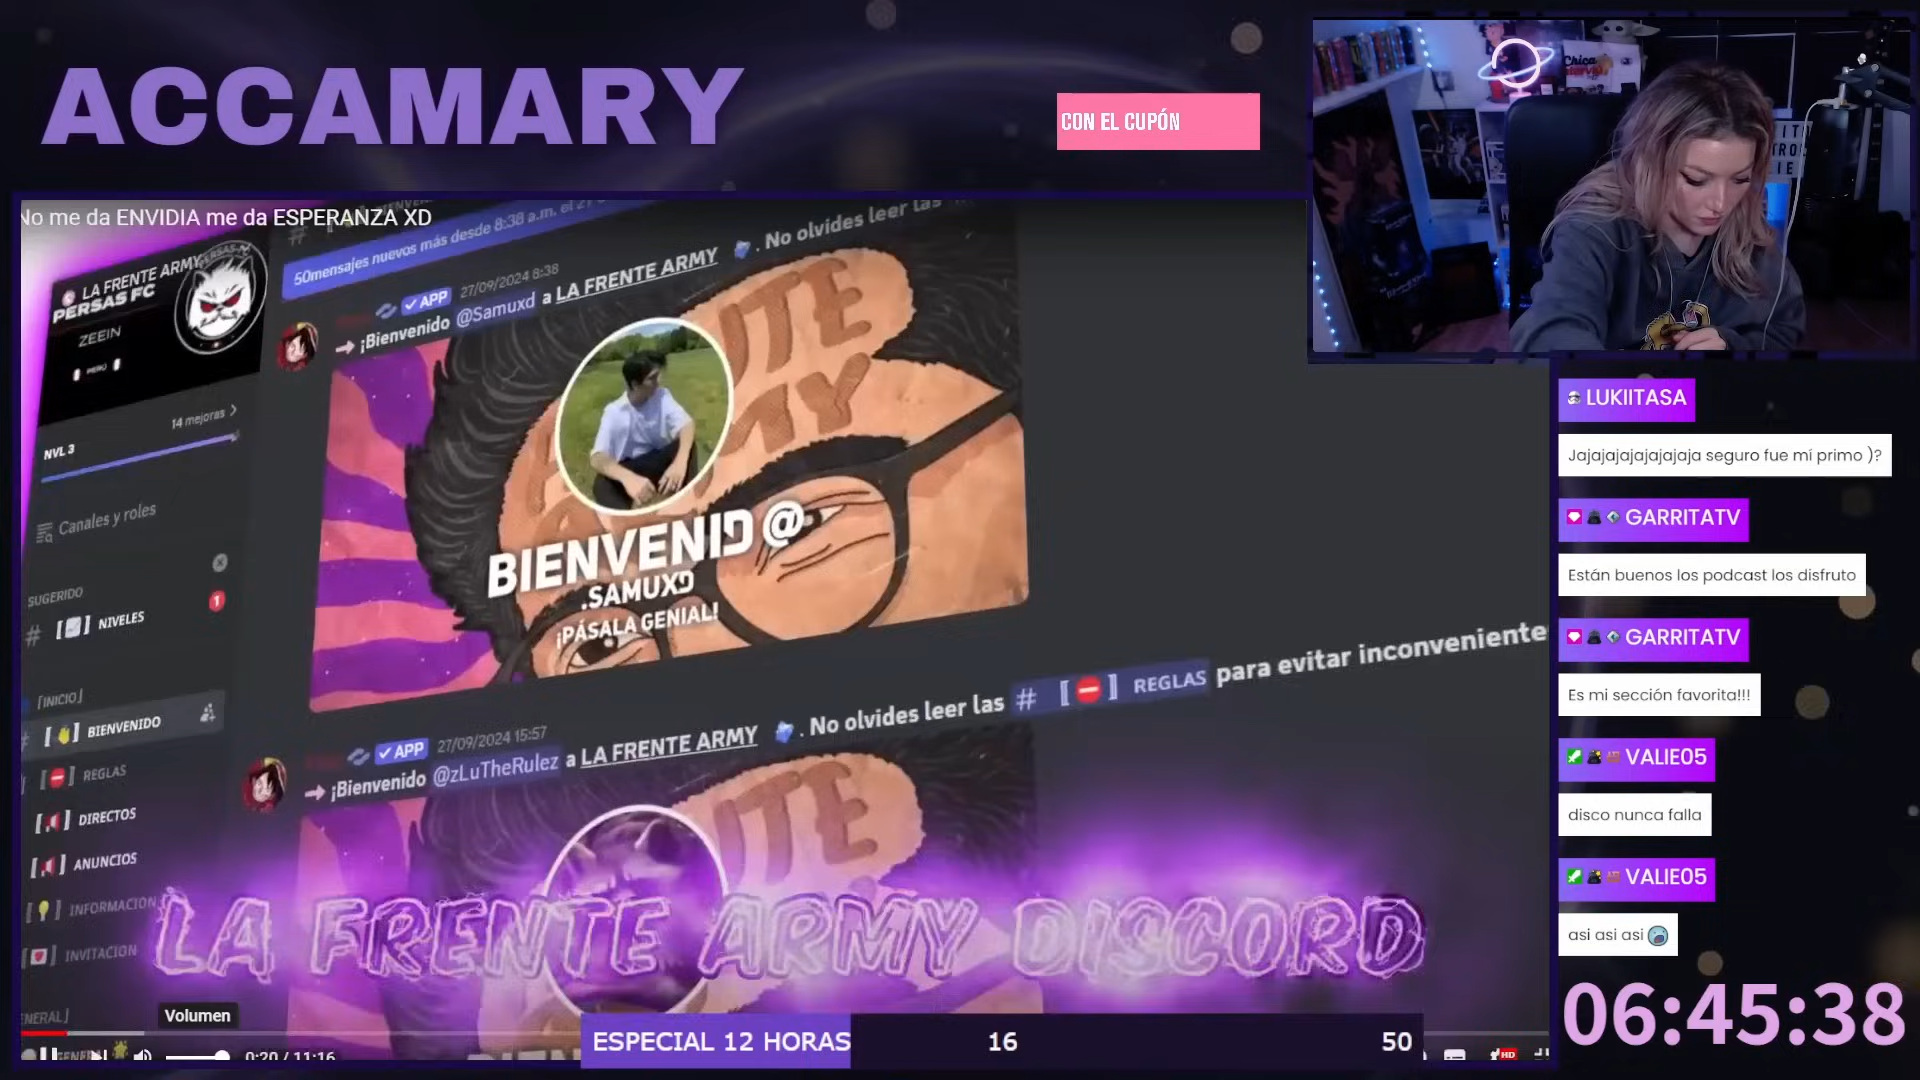 ACCAMARY
CON EL CUPÓN
No me da ENVIDIA me da ESPERANZA XD
50mensajes nuevos más desde 8:38 a.m. el 27
LA FRENTE ARMY
PERSAS FC
ZEEIN
PERÚ
14 mejoras
NVL 3
Canales y roles
SUGERIDO
# [ ] NIVELES
1
[INICIO]
[ ] BIENVENIDO
[ ] REGLAS
[ ] DIRECTOS
[ ] ANUNCIOS
[ ] INFORMACION
[ ] INVITACION
APP 27/09/2024 8:38
¡Bienvenido @Samuxd a LA FRENTE ARMY . No olvides leer las
BIENVENID@
.SAMUXD
¡PÁSALA GENIAL!
APP 27/09/2024 15:57
¡Bienvenido @zLuTheRulez a LA FRENTE ARMY . No olvides leer las # [ ] REGLAS para evitar inconveniente
LA FRENTE ARMY DISCORD
Volumen
0:20 / 11:16
HD
ESPECIAL 12 HORAS 16 50
LUKIITASA
Jajajajajajajaja seguro fue mi primo )?
GARRITATV
Están buenos los podcast los disfruto
GARRITATV
Es mi sección favorita!!!
VALIE05
disco nunca falla
VALIE05
asi asi asi
06:45:38